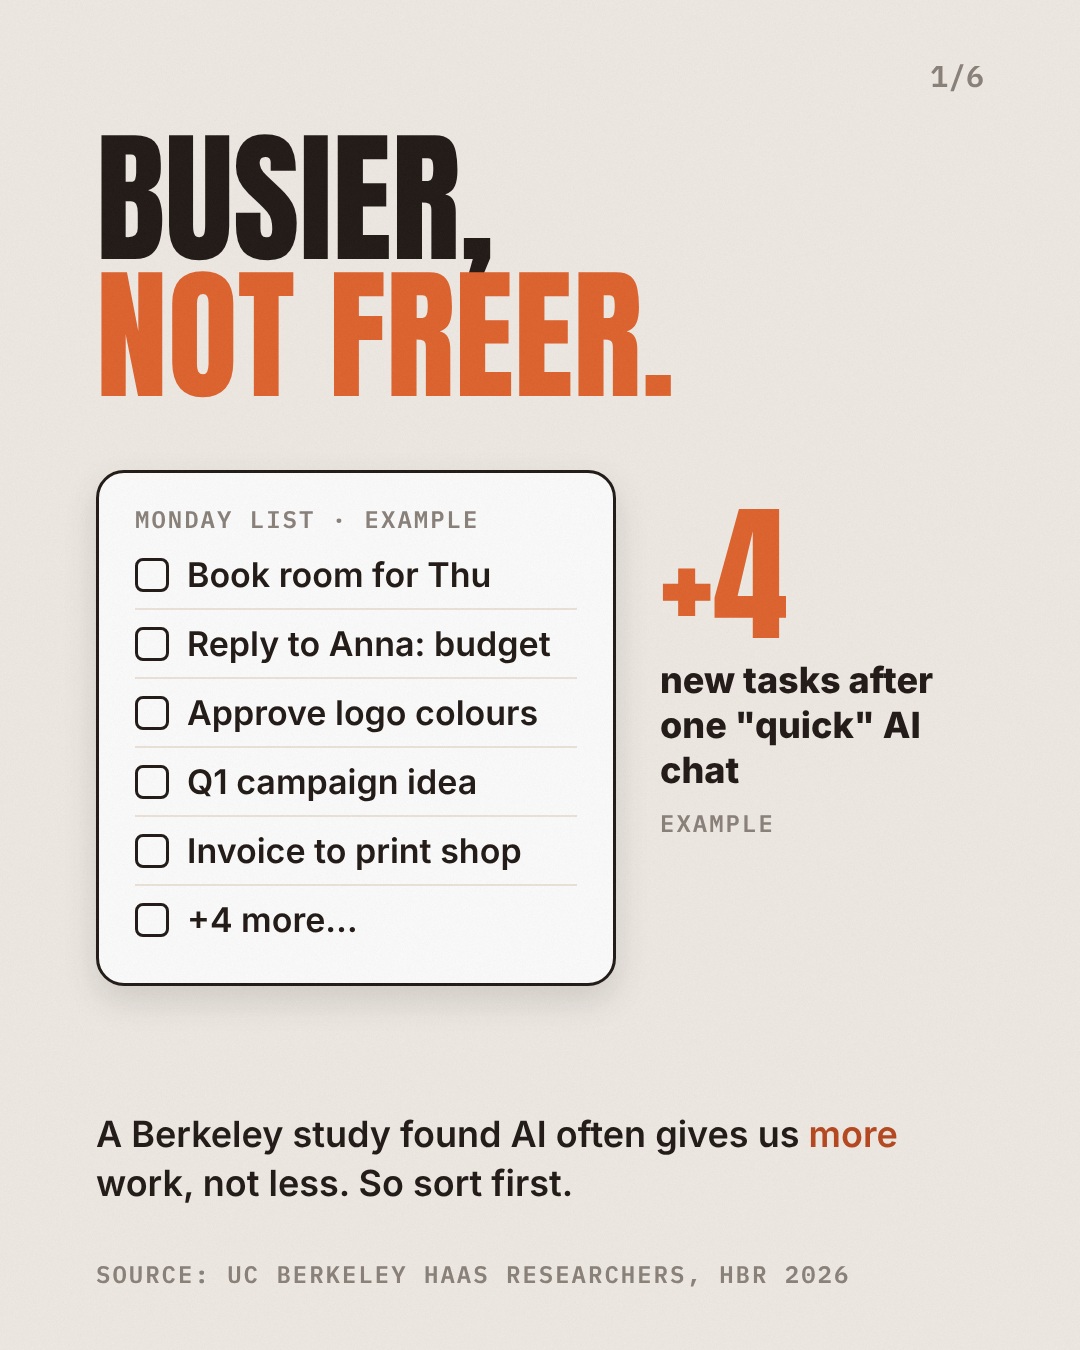 1/6
BUSIER,
NOT FREER.
MONDAY LIST · EXAMPLE
Book room for Thu
Reply to Anna: budget
Approve logo colours
Q1 campaign idea
Invoice to print shop
+4 more...
+4
new tasks after
one "quick" AI
chat
EXAMPLE
A Berkeley study found AI often gives us more
work, not less. So sort first.
SOURCE: UC BERKELEY HAAS RESEARCHERS, HBR 2026